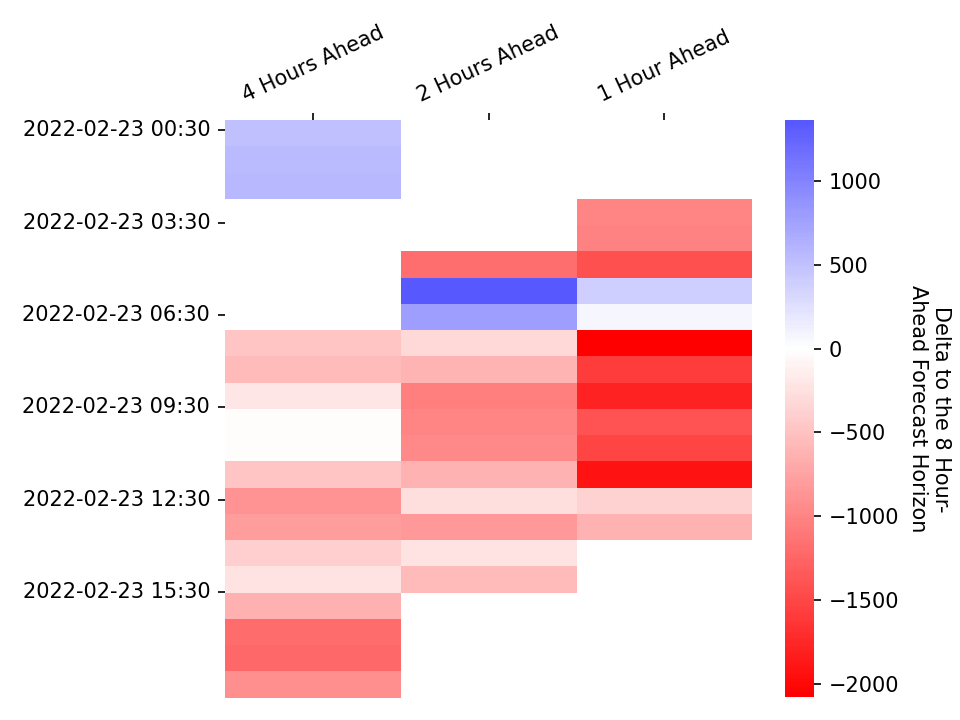 4 Hours Ahead
2 Hours Ahead
1 Hour Ahead
2022-02-23 00:30
2022-02-23 03:30
2022-02-23 06:30
2022-02-23 09:30
2022-02-23 12:30
2022-02-23 15:30
1000
500
0
−500
−1000
−1500
−2000
Delta to the 8 Hour-
Ahead Forecast Horizon